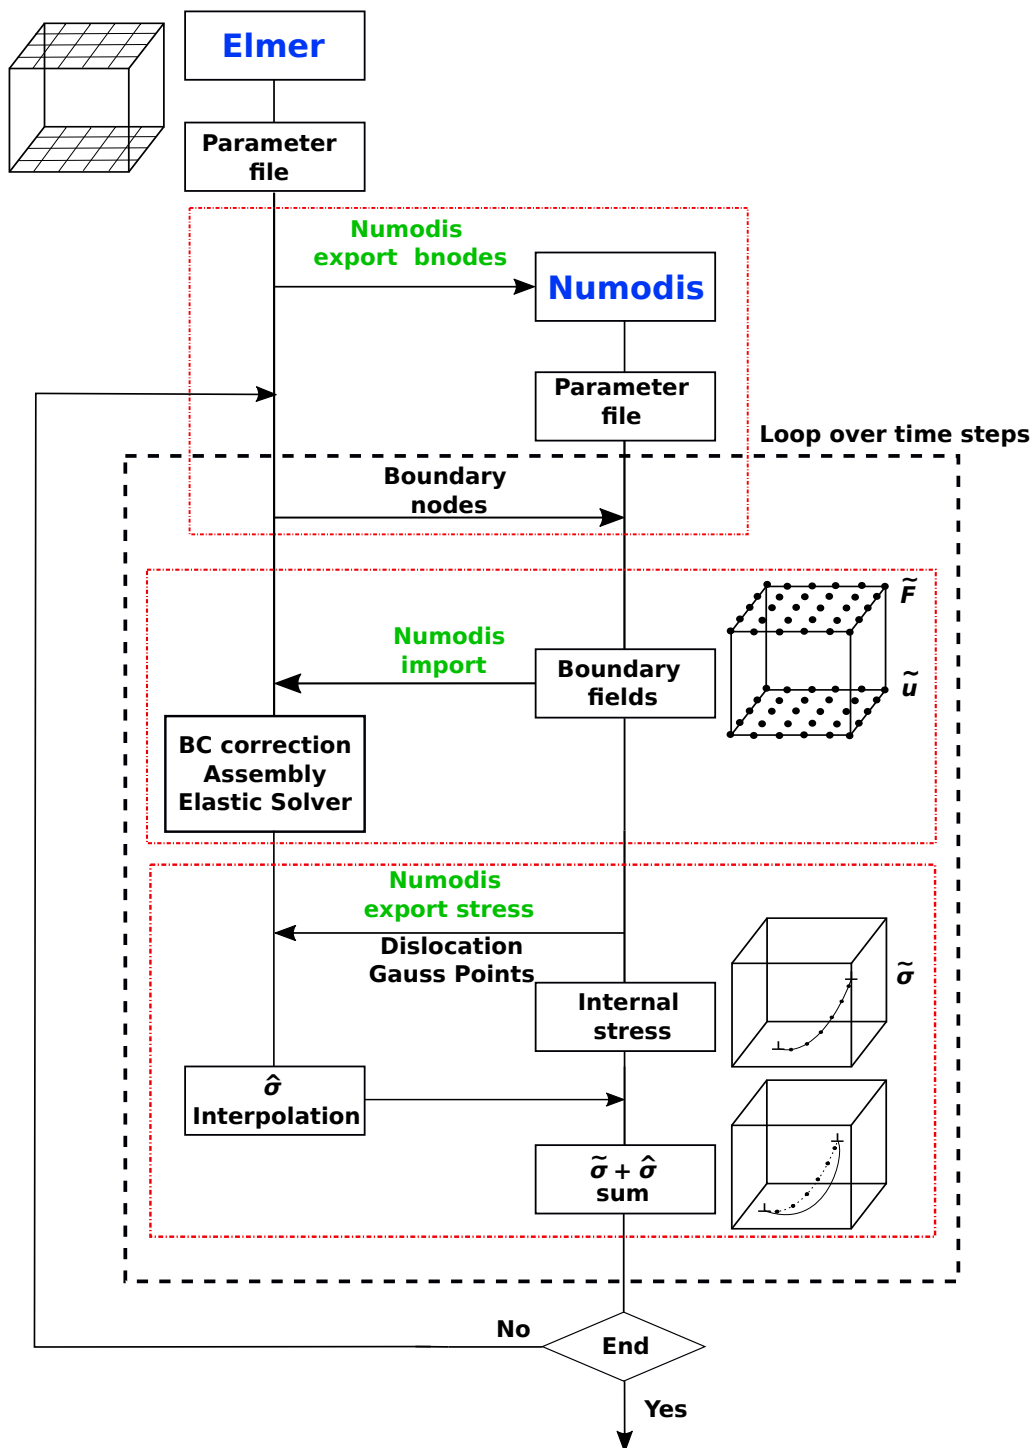 Elmer
Parameter
file
Numodis
export bnodes
Numodis
Parameter
file
Loop over time steps
Boundary
nodes
F̃
Numodis
import
Boundary
fields
ũ
BC correction
Assembly
Elastic Solver
Numodis
export stress
Dislocation
Gauss Points
Internal
stress
σ̃
σ̂
Interpolation
σ̃ + σ̂
sum
No
End
Yes